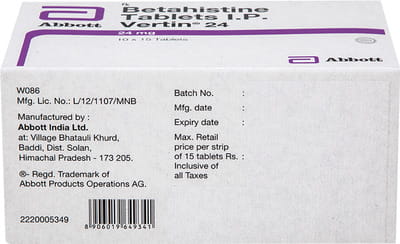 Rx
Betahistine
Tablets I.P.
Vertin® 24
24 mg
10 x 15 Tablets
Abbott
Abbott
W086
Mfg. Lic. No.: L/12/1107/MNB
Manufactured by :
Abbott India Ltd.
at: Village Bhatauli Khurd,
Baddi, Dist. Solan,
Himachal Pradesh - 173 205.
®- Regd. Trademark of
Abbott Products Operations AG.
2220005349
8 906019 649341
Batch No. :
Mfg. date :
Expiry date :
Max. Retail
price per strip
of 15 tablets Rs. :
Inclusive of
all Taxes